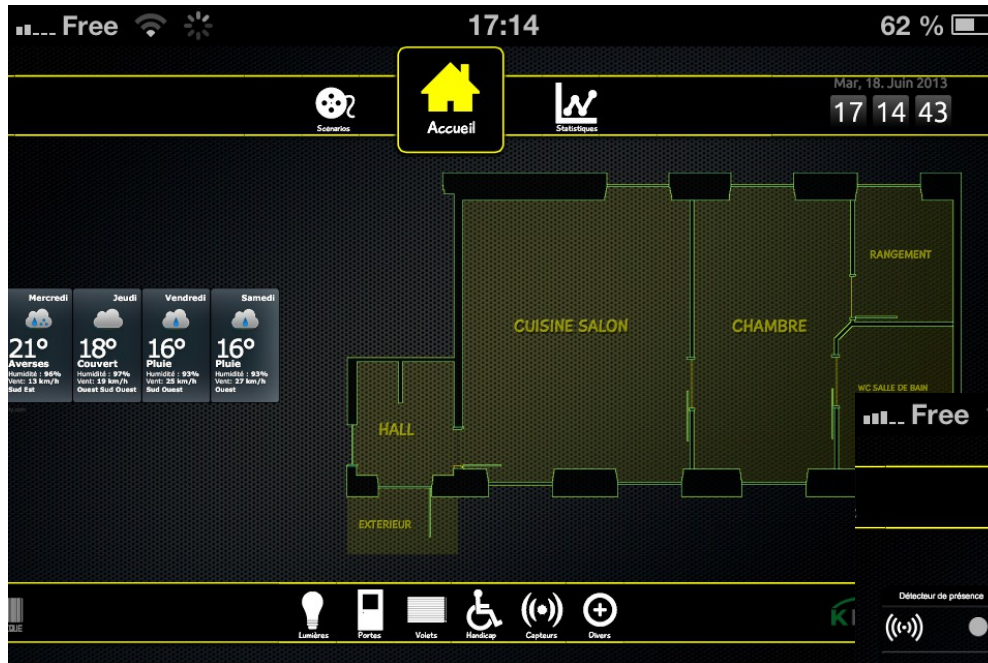 Free
17:14
62 %
Mar, 18. Juin 2013
17 14 43
Scénarios
Accueil
Statistiques
RANGEMENT
CUISINE SALON
CHAMBRE
WC SALLE DE BAIN
HALL
EXTERIEUR
Mercredi
21°
Averses
Humidité : 96%
Vent: 13 km/h
Sud Est
Jeudi
18°
Couvert
Humidité : 97%
Vent: 19 km/h
Ouest Sud Ouest
Vendredi
16°
Pluie
Humidité : 93%
Vent: 25 km/h
Sud Ouest
Samedi
16°
Pluie
Humidité : 93%
Vent: 27 km/h
Ouest
Free
Détecteur de présence
Lumières
Portes
Volets
Handicap
Capteurs
Divers